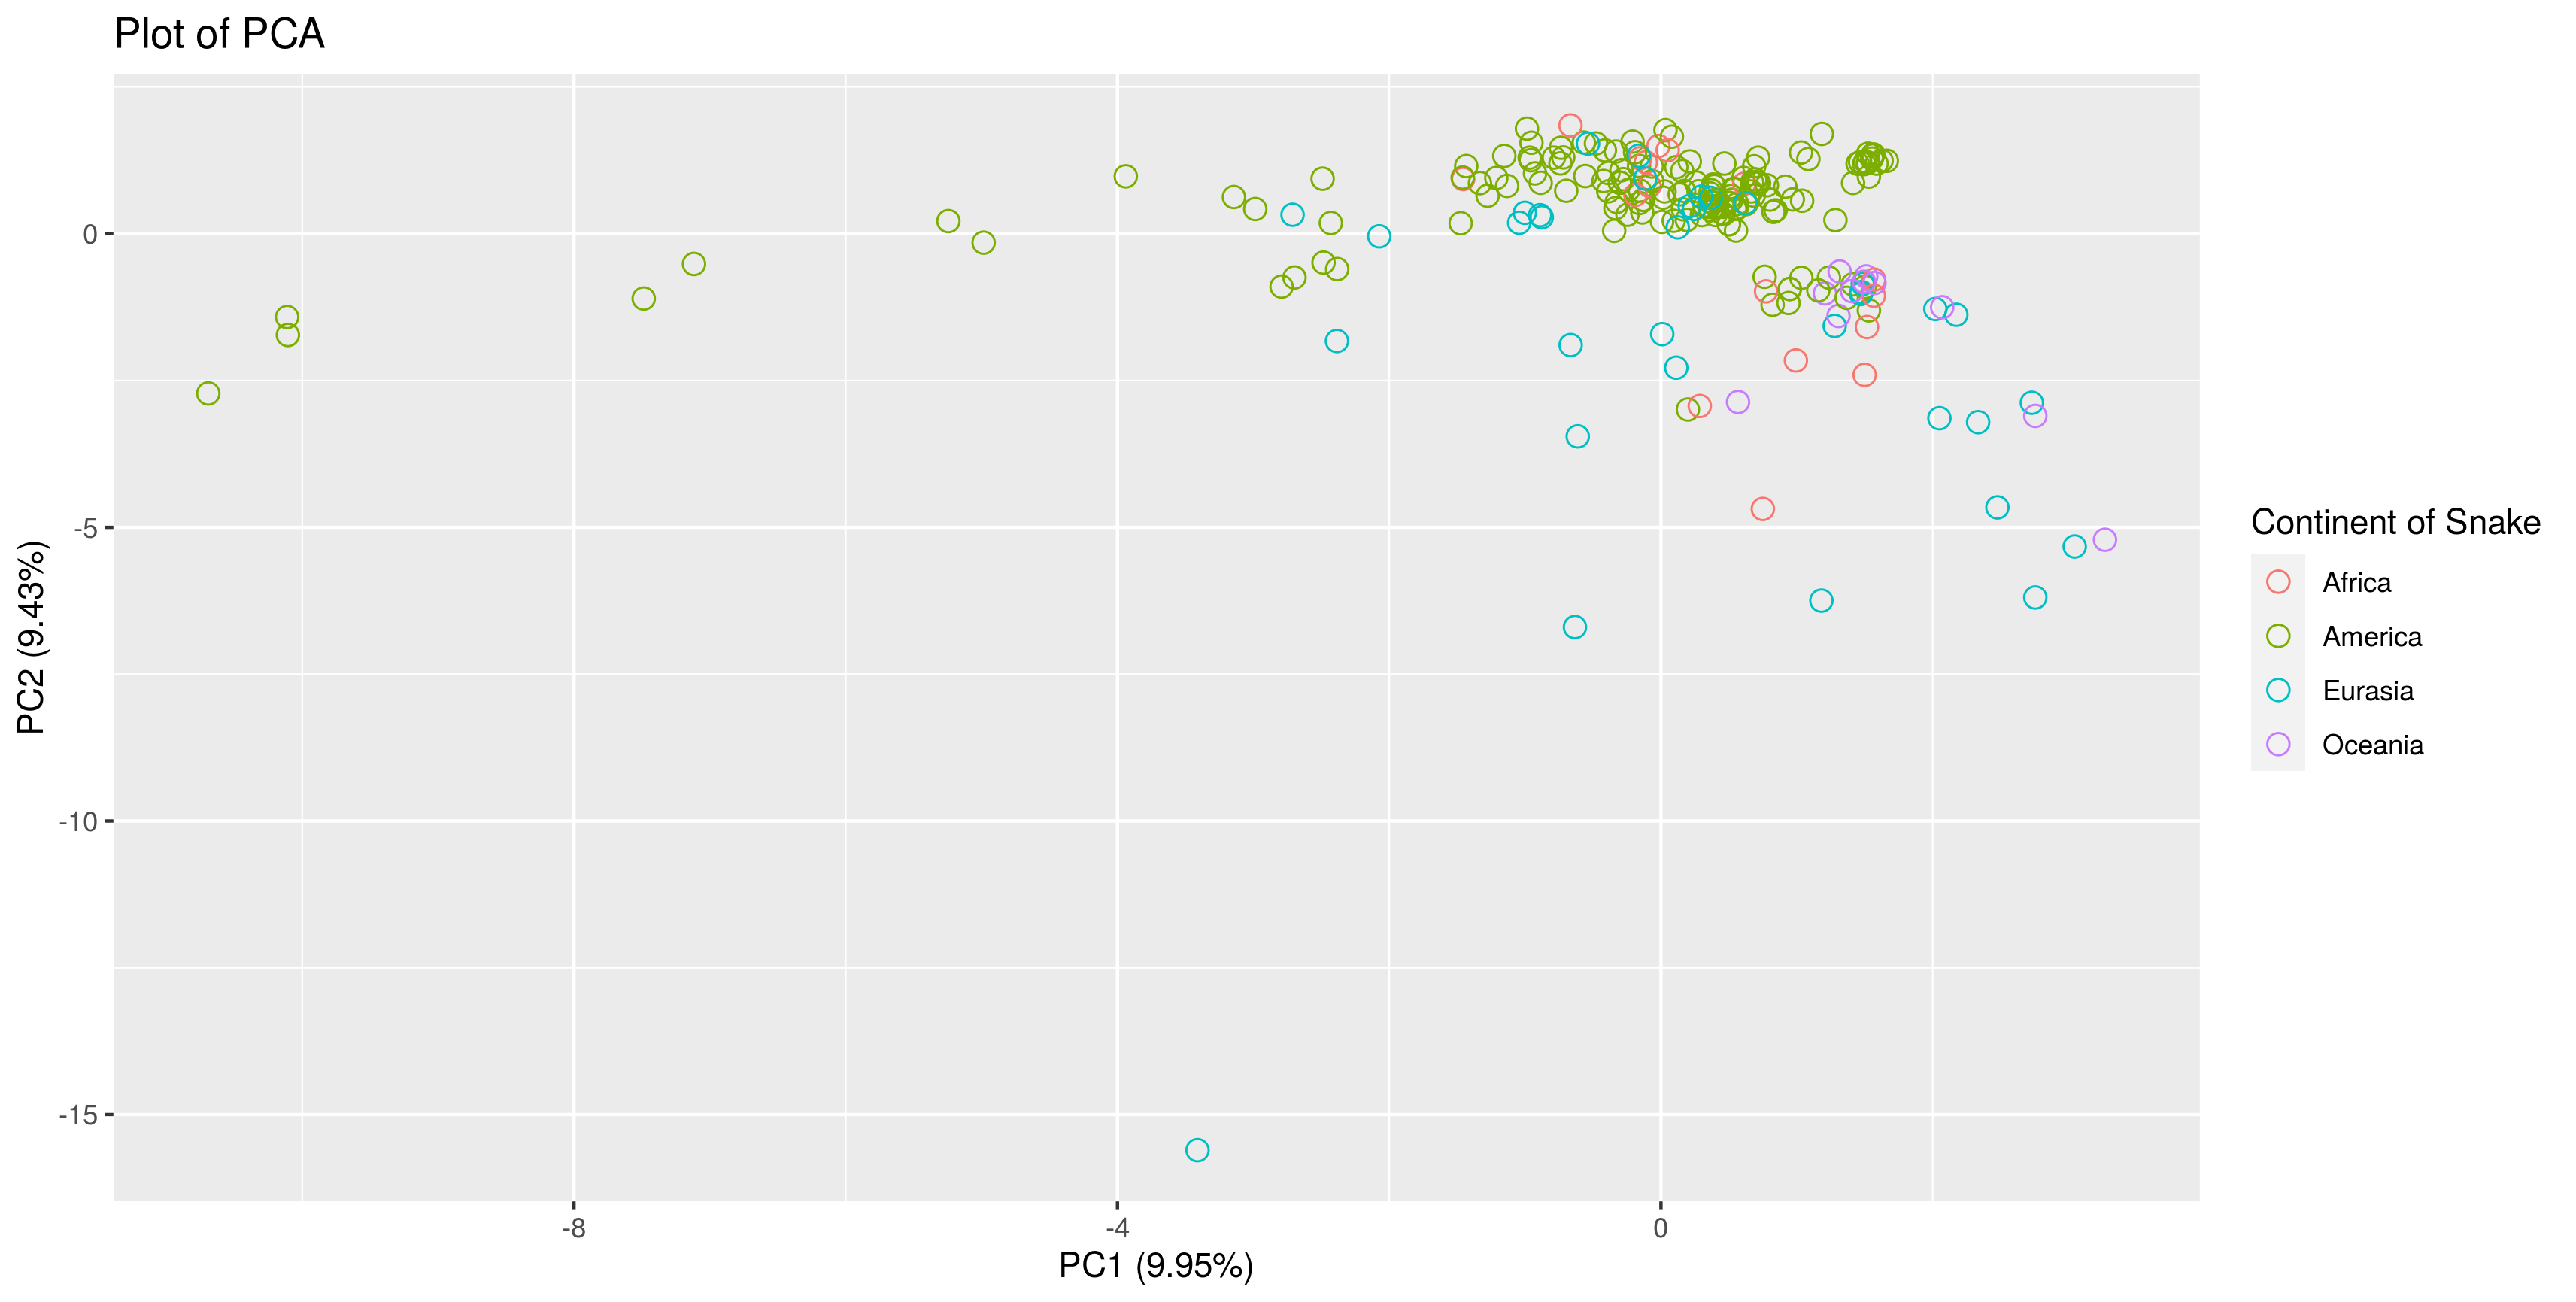 Plot of PCA
0
-5
-10
-15
PC2 (9.43%)
-8
-4
0
PC1 (9.95%)
Continent of Snake
Africa
America
Eurasia
Oceania